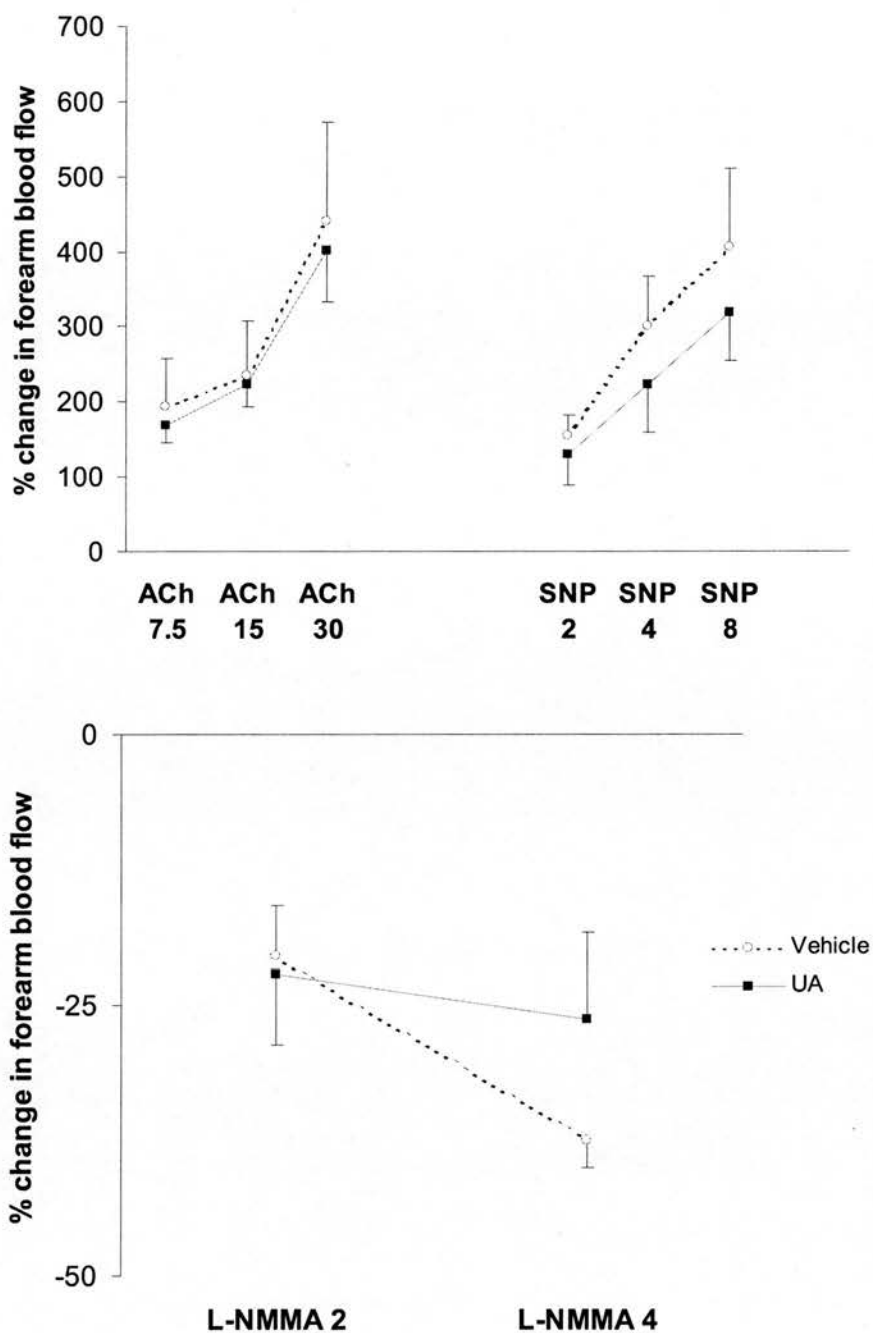 % change in forearm blood flow
700
600
500
400
300
200
100
0
ACh ACh ACh SNP SNP SNP
7.5 15 30 2 4 8
% change in forearm blood flow
0
-25
-50
Vehicle
UA
L-NMMA 2 L-NMMA 4